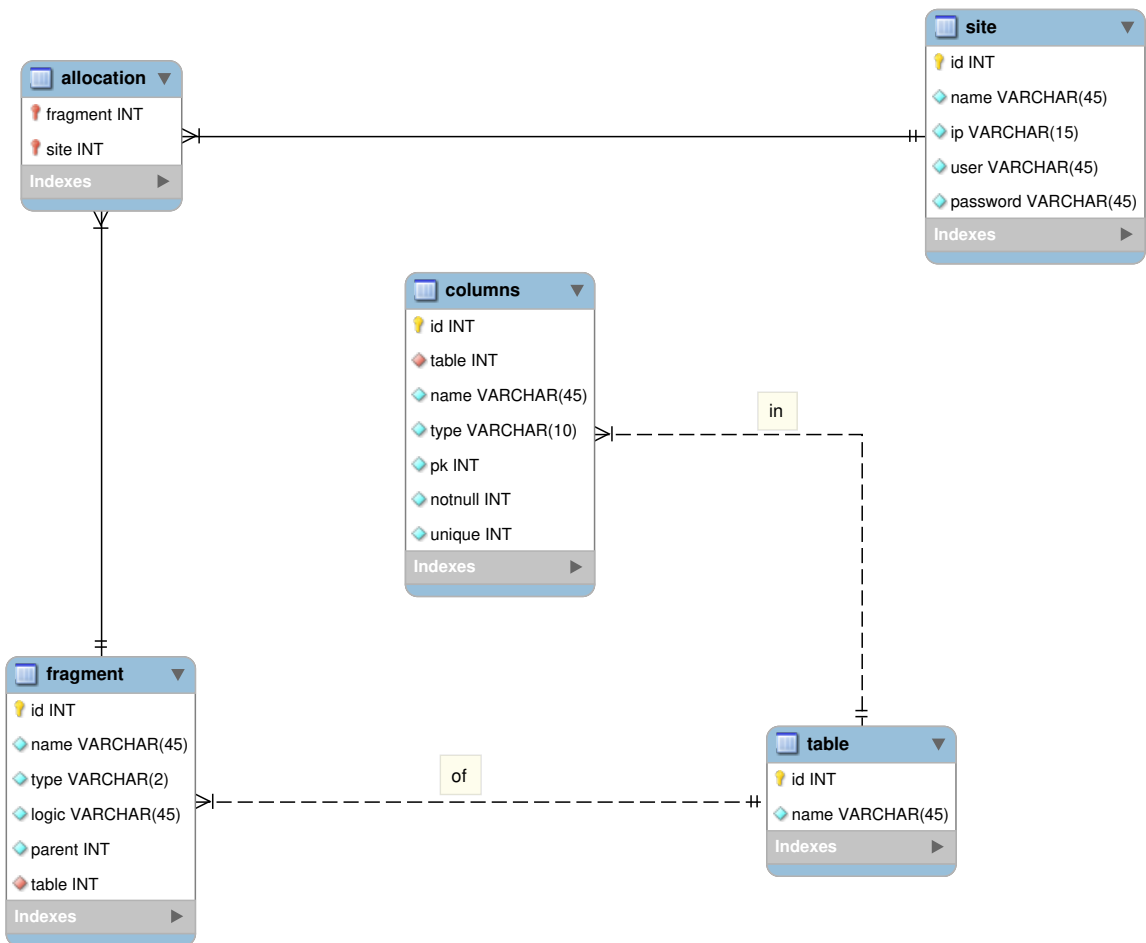 site
id INT
name VARCHAR(45)
ip VARCHAR(15)
user VARCHAR(45)
password VARCHAR(45)
Indexes
allocation
fragment INT
site INT
Indexes
columns
id INT
table INT
name VARCHAR(45)
type VARCHAR(10)
pk INT
notnull INT
unique INT
Indexes
in
fragment
id INT
name VARCHAR(45)
type VARCHAR(2)
logic VARCHAR(45)
parent INT
table INT
Indexes
of
table
id INT
name VARCHAR(45)
Indexes